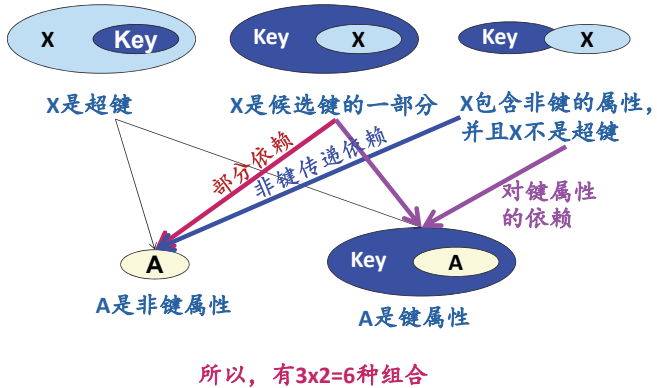 X
Key
Key
X
Key
X
X是超键
X是候选键的一部分
X包含非键的属性，
并且X不是超键
部分依赖
非键传递依赖
对键属性
的依赖
A
Key
A
A是非键属性
A是键属性
所以，有3x2=6种组合